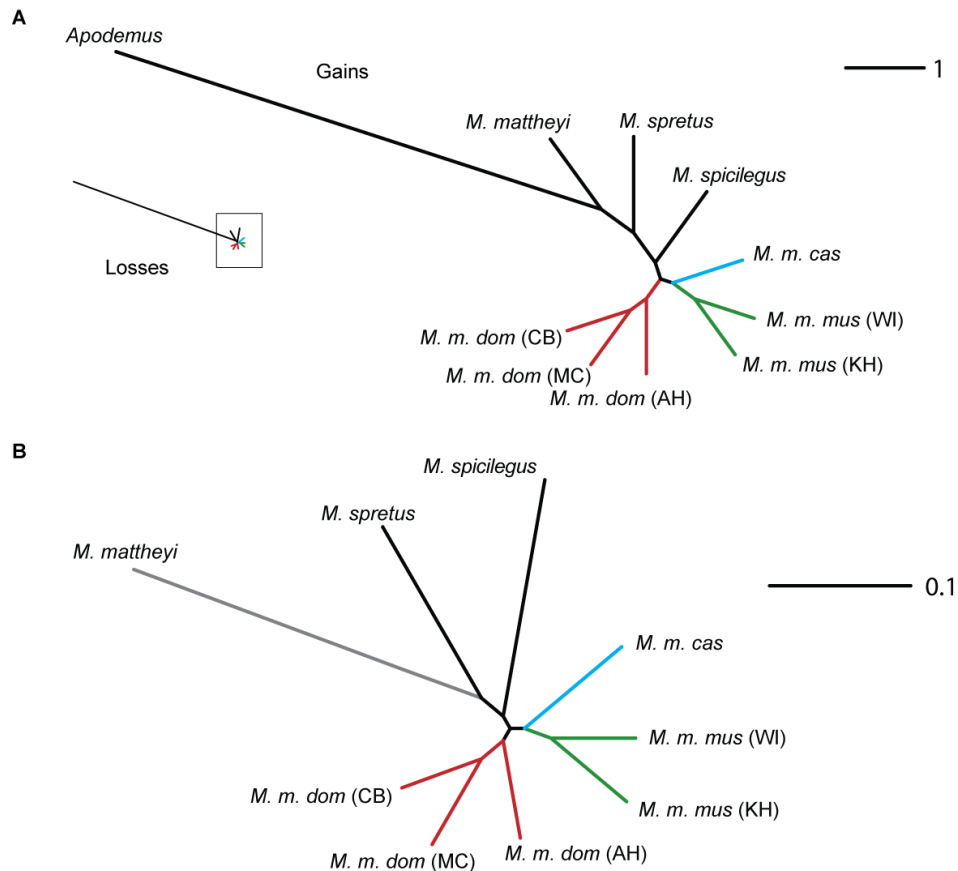 A
Apodemus
Gains
1
M. mattheyi
M. spretus
M. spicilegus
Losses
M. m. cas
M. m. mus (WI)
M. m. dom (CB)
M. m. mus (KH)
M. m. dom (MC)
M. m. dom (AH)
B
M. spicilegus
M. spretus
M. mattheyi
0.1
M. m. cas
M. m. mus (WI)
M. m. dom (CB)
M. m. mus (KH)
M. m. dom (MC)
M. m. dom (AH)